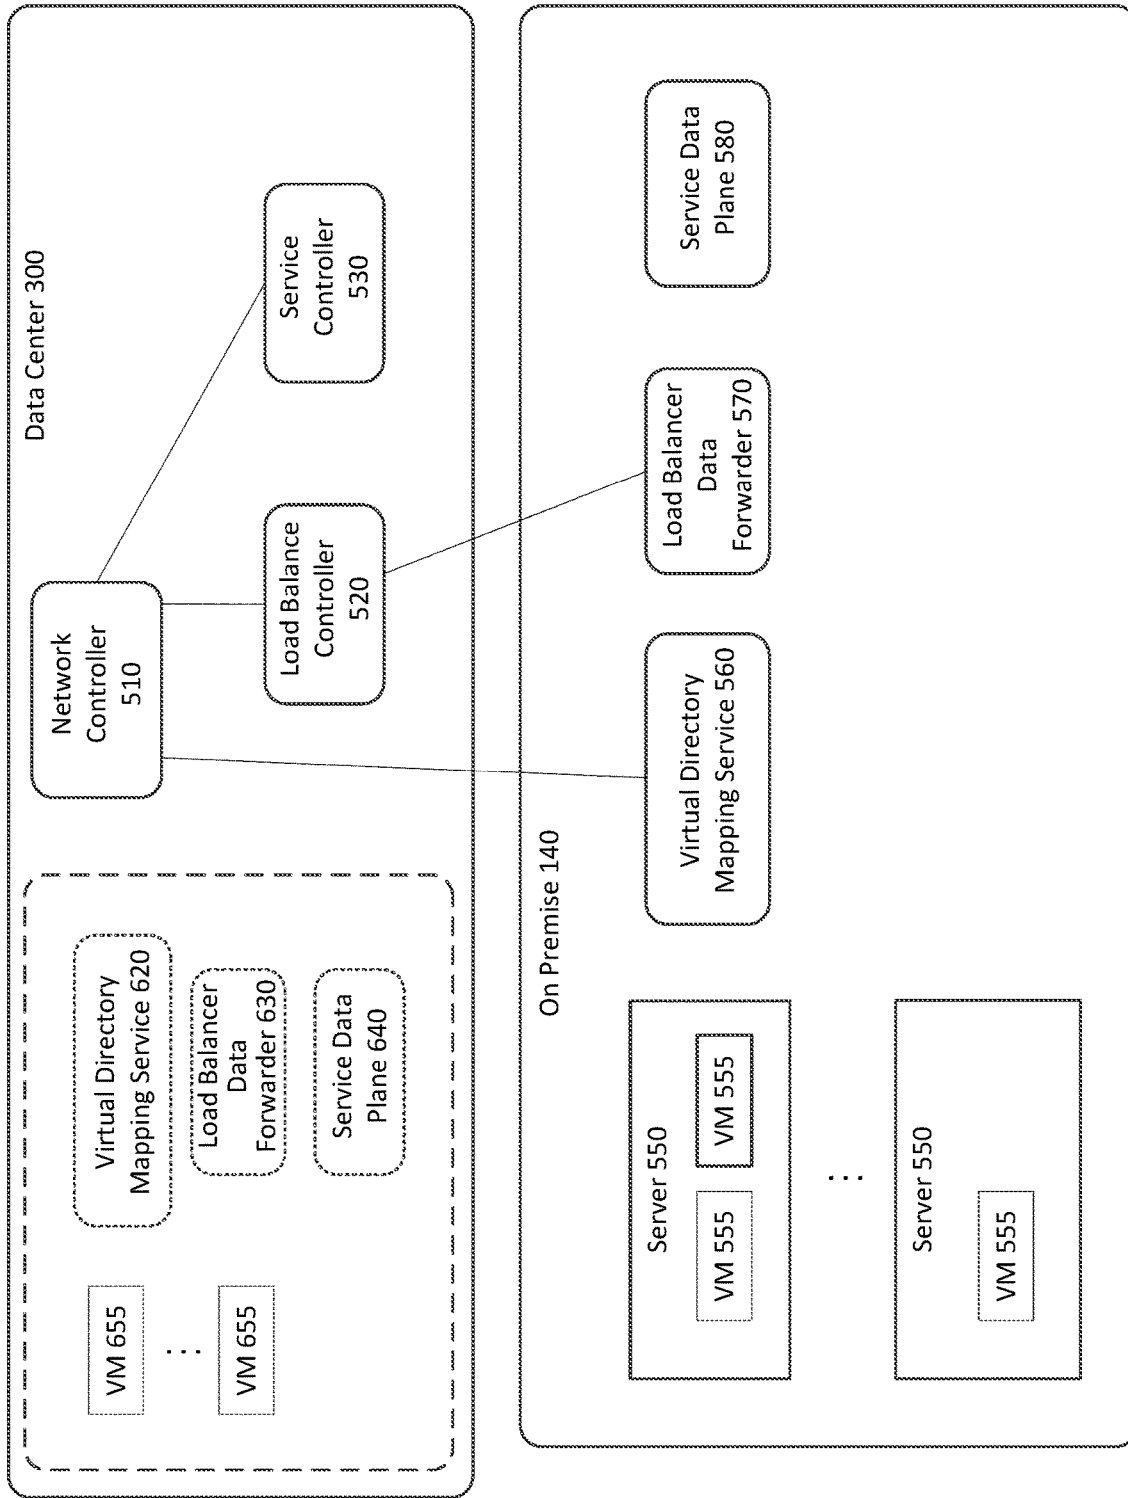 Data Center 300
VM 655
...
VM 655
Virtual Directory
Mapping Service 620
Load Balancer
Data
Forwarder 630
Service Data
Plane 640
Network
Controller
510
Load Balance
Controller
520
Service
Controller
530
On Premise 140
Server 550
VM 555
VM 555
...
Server 550
VM 555
Virtual Directory
Mapping Service 560
Load Balancer
Data
Forwarder 570
Service Data
Plane 580